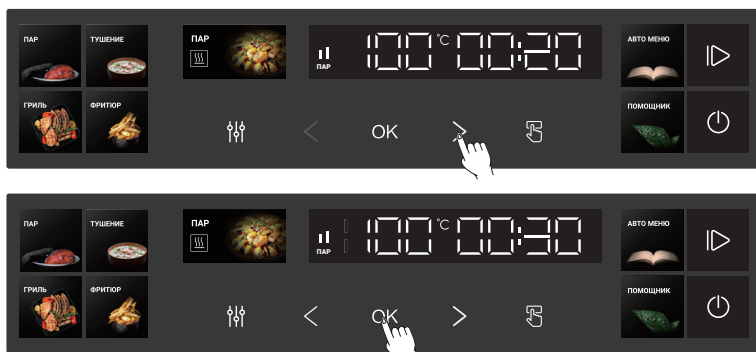 ПАР
ТУШЕНИЕ
ГРИЛЬ
ФРИТЮР
ПАР
ПАР
100 °C 00:20
OK
АВТО МЕНЮ
ПОМОЩНИК
ПАР
ТУШЕНИЕ
ГРИЛЬ
ФРИТЮР
ПАР
ПАР
100 °C 00:30
OK
АВТО МЕНЮ
ПОМОЩНИК